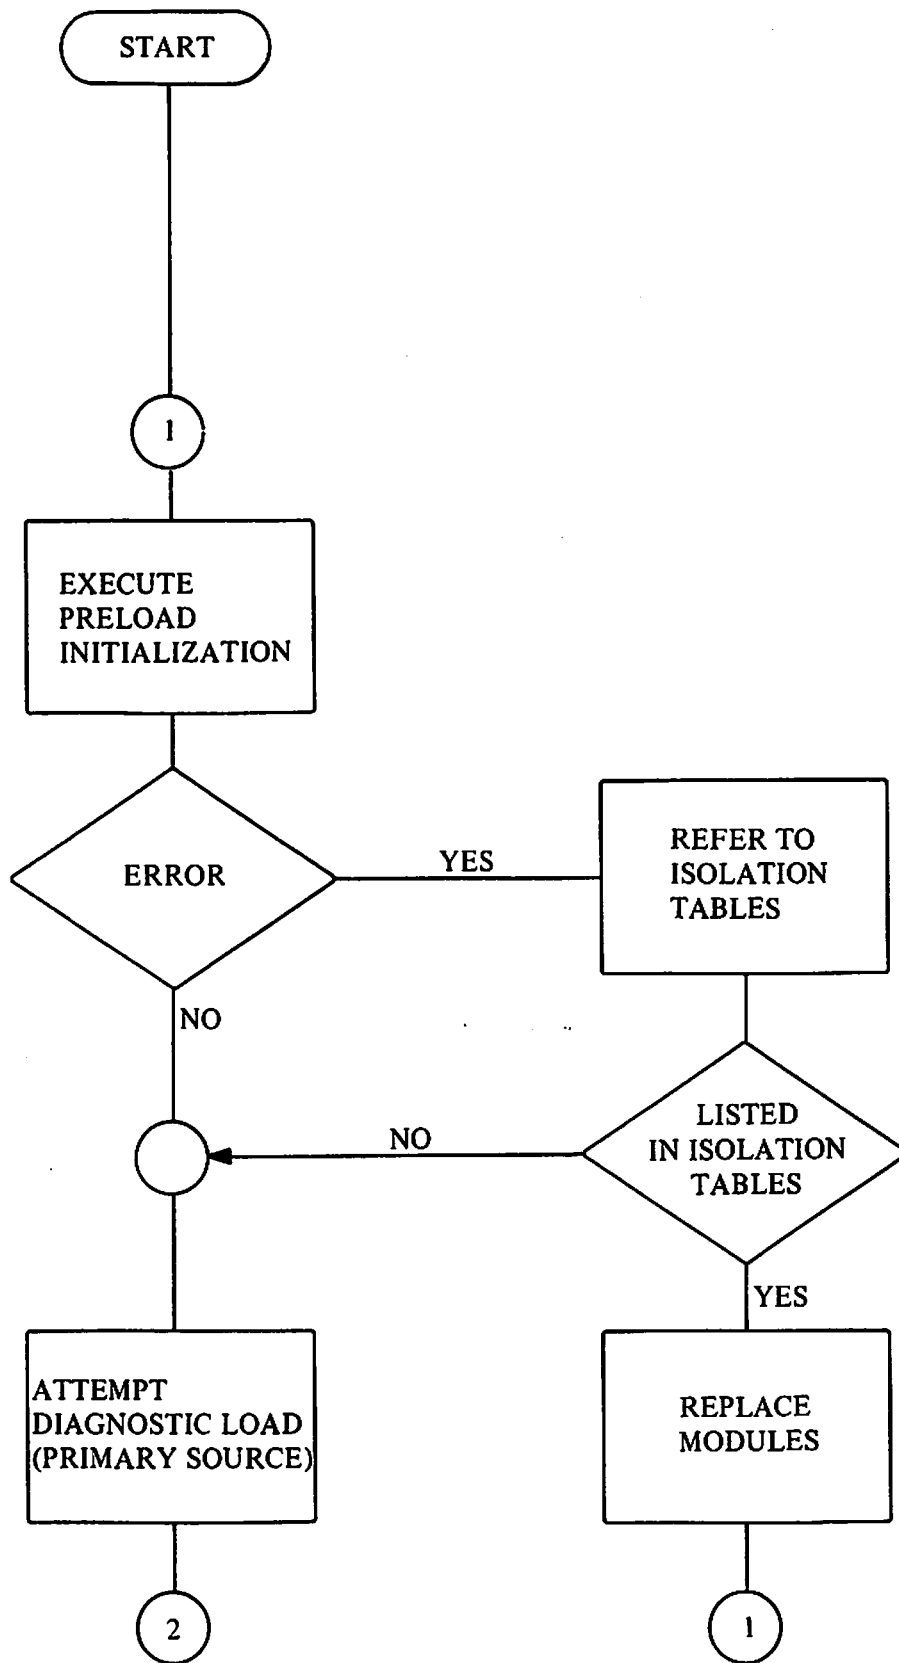 START
1
EXECUTE
PRELOAD
INITIALIZATION
ERROR
YES
REFER TO
ISOLATION
TABLES
NO
LISTED
IN ISOLATION
TABLES
NO
YES
ATTEMPT
DIAGNOSTIC LOAD
(PRIMARY SOURCE)
REPLACE
MODULES
2
1